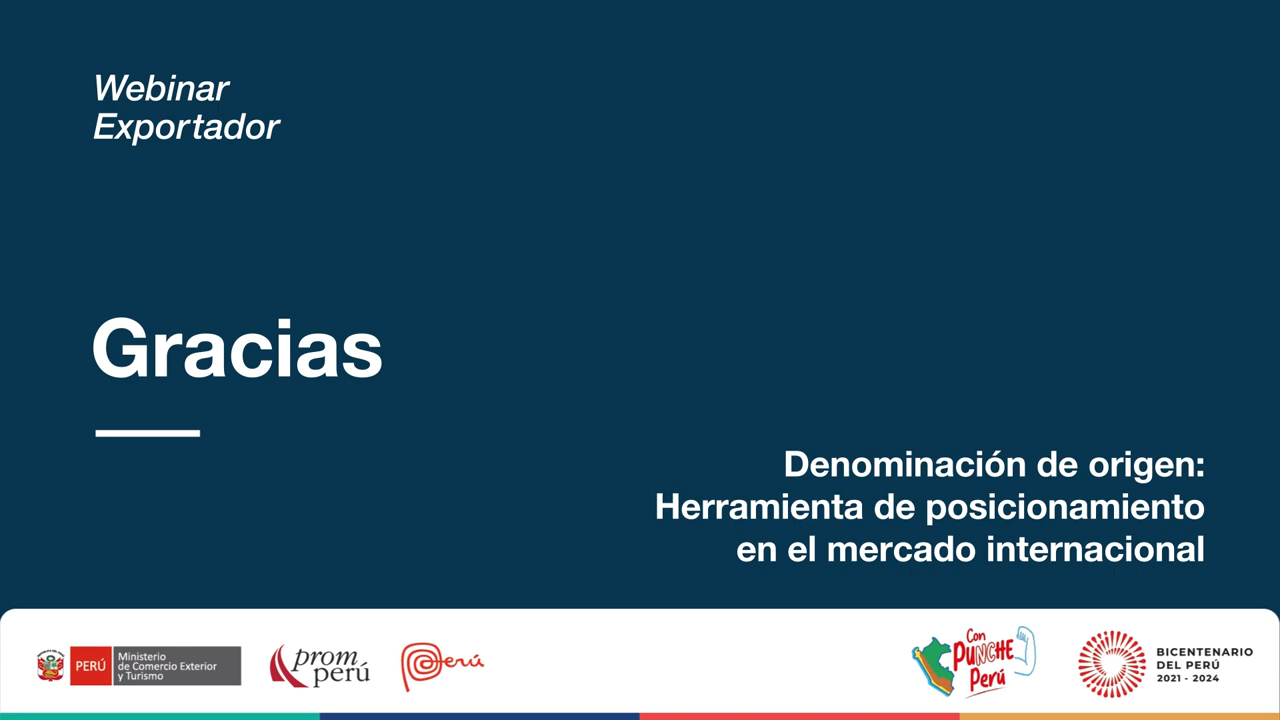 Webinar
Exportador
Gracias
Denominación de origen:
Herramienta de posicionamiento
en el mercado internacional
PERÚ
Ministerio
de Comercio Exterior
y Turismo
prom
perú
Perú
Con
PUNCHE
Perú
BICENTENARIO
DEL PERÚ
2021 - 2024